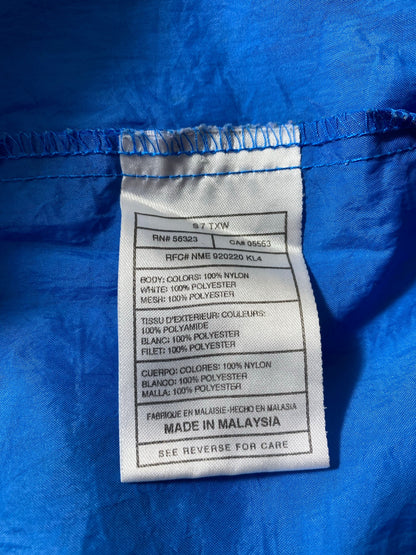 S7 TXW
RN# 56323 CA# 05553
RFC# NME 920220 KL4
BODY: COLORS: 100% NYLON
WHITE: 100% POLYESTER
MESH: 100% POLYESTER
TISSU D'EXTERIEUR: COULEURS:
100% POLYAMIDE
BLANC: 100% POLYESTER
FILET: 100% POLYESTER
CUERPO: COLORES: 100% NYLON
BLANCO: 100% POLYESTER
MALLA: 100% POLYESTER
FABRIQUE EN MALAISIE-HECHO EN MALASIA
MADE IN MALAYSIA
SEE REVERSE FOR CARE